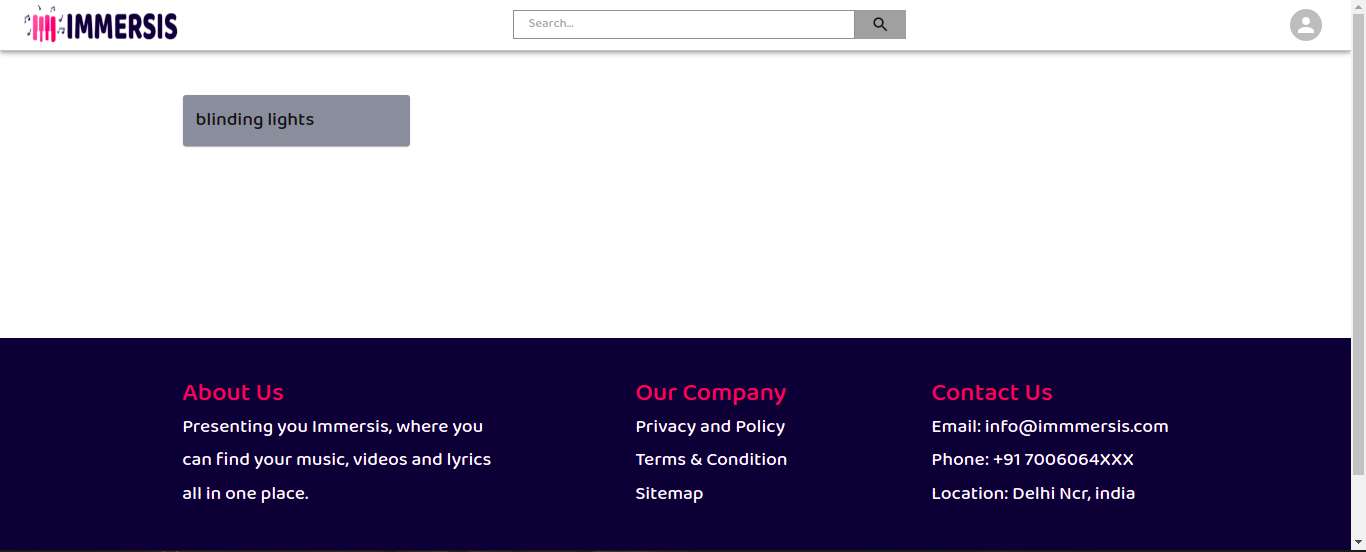 IMMERSIS
Search...
blinding lights
About Us
Presenting you Immersis, where you
can find your music, videos and lyrics
all in one place.
Our Company
Privacy and Policy
Terms & Condition
Sitemap
Contact Us
Email: info@immmersis.com
Phone: +91 7006064XXX
Location: Delhi Ncr, india